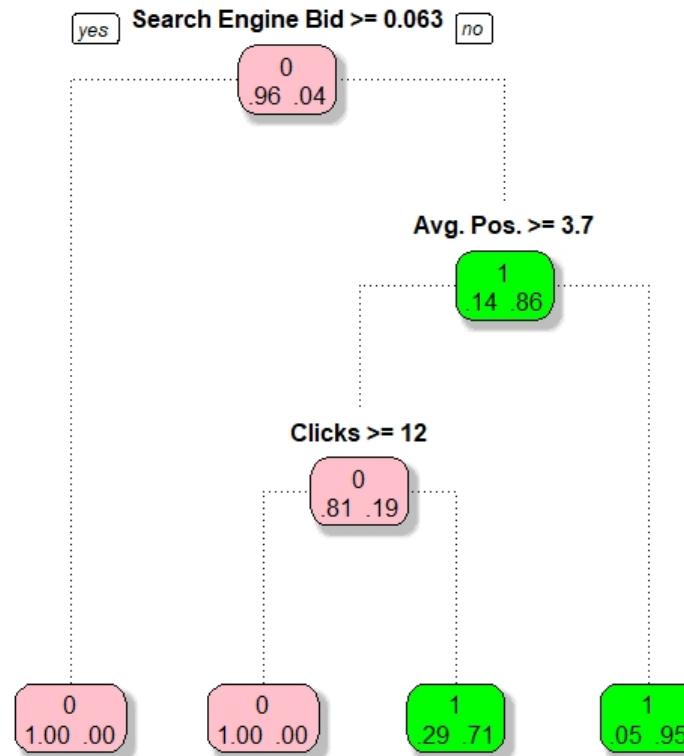 yes Search Engine Bid >= 0.063 no
0
.96 .04
Avg. Pos. >= 3.7
1
.14 .86
Clicks >= 12
0
.81 .19
0 0 1 1
1.00 .00 1.00 .00 .29 .71 .05 .95